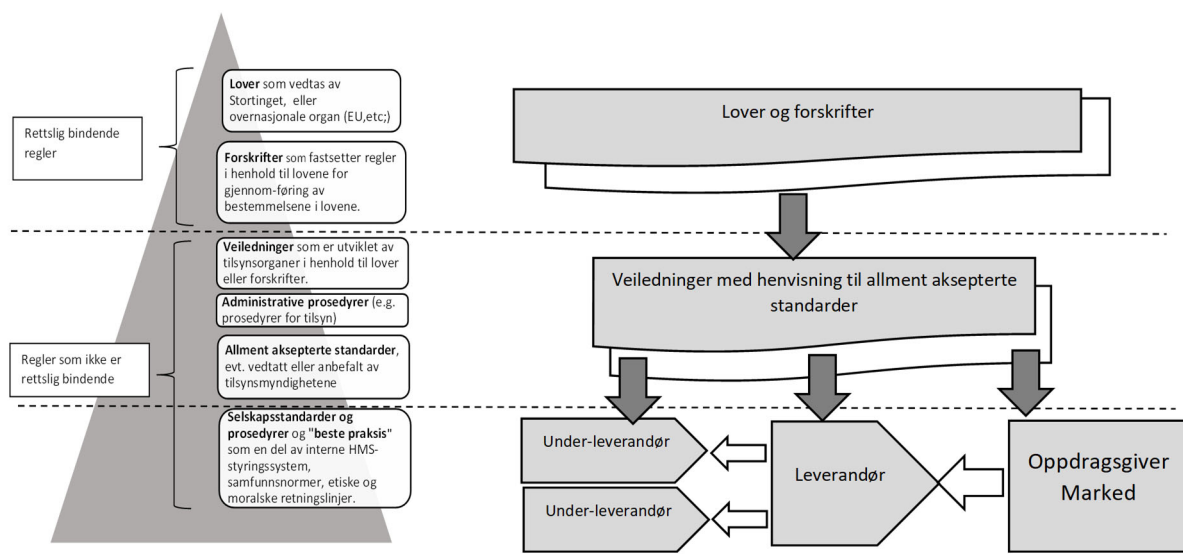 Rettslig bindende
regler
Lover som vedtas av
Stortinget, eller
overnasjonale organ (EU,etc;)
Forskrifter som fastsetter regler
i henhold til lovene for
gjennom-føring av
bestemmelsene i lovene.
Regler som ikke er
rettslig bindende
Veiledninger som er utviklet av
tilsynsorganer i henhold til lover
eller forskrifter.
Administrative prosedyrer (e.g.
prosedyrer for tilsyn)
Allment aksepterte standarder,
evt. vedtatt eller anbefalt av
tilsynsmyndighetene
Selskapsstandarder og
prosedyrer og "beste praksis"
som en del av interne HMS-
styringssystem,
samfunnsnormer, etiske og
moralske retningslinjer.
Lover og forskrifter
Veiledninger med henvisning til allment aksepterte
standarder
Under-leverandør
Under-leverandør
Leverandør
Oppdragsgiver
Marked